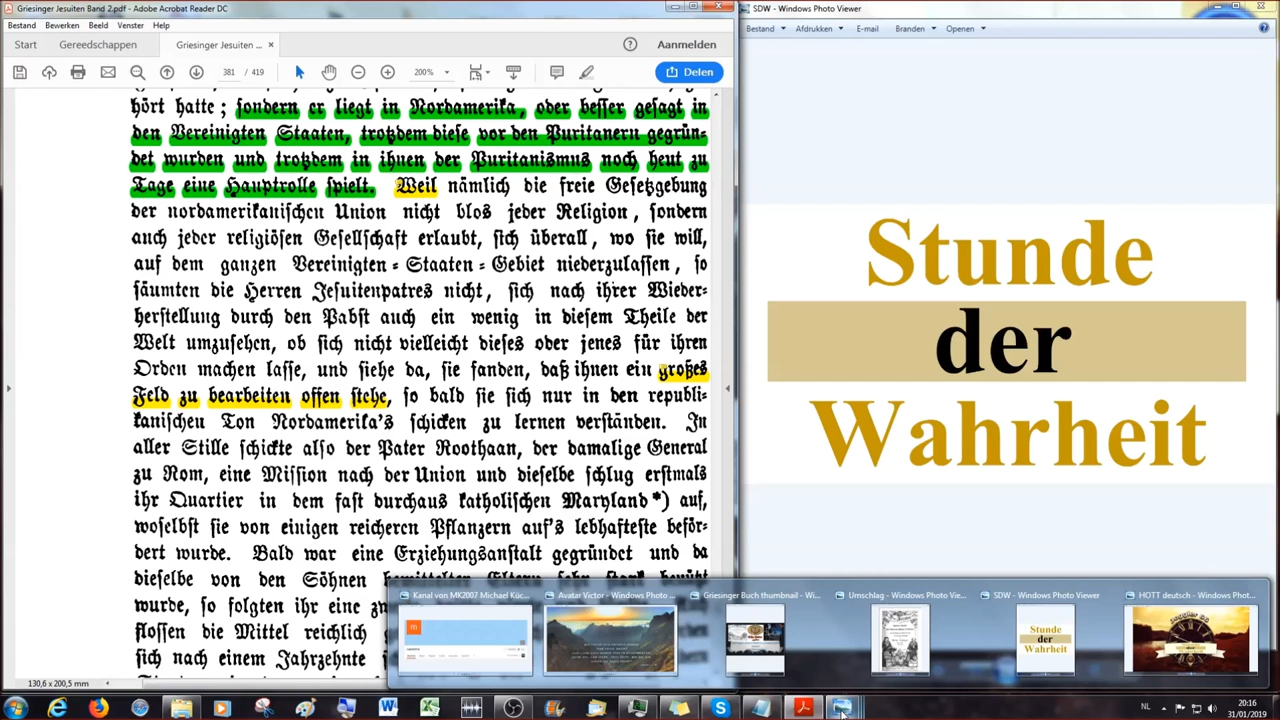 Griesinger Jesuiten Band 2.pdf - Adobe Acrobat Reader DC
Bestand Bewerken Beeld Venster Help
Start Gereedschappen Griesinger Jesuiten ... ×
Aanmelden
381 / 419
200%
Delen
hört hatte; sondern er liegt in Nordamerika, oder besser gesagt in
den Vereinigten Staaten, trotzdem diese vor den Puritanern gegrün-
det wurden und trotzdem in ihnen der Puritanismus noch heut zu
Tage eine Hauptrolle spielt. Weil nämlich die freie Gesetzgebung
der nordamerikanischen Union nicht blos jeder Religion, sondern
auch jeder religiösen Gesellschaft erlaubt, sich überall, wo sie will,
auf dem ganzen Vereinigten-Staaten-Gebiet niederzulassen, so
säumten die Herren Jesuitenpatres nicht, sich nach ihrer Wieder-
herstellung durch den Pabst auch ein wenig in diesem Theile der
Welt umzusehen, ob sich nicht vielleicht dieses oder jenes für ihren
Orden machen lasse, und siehe da, sie fanden, daß ihnen ein großes
Feld zu bearbeiten offen stehe, so bald sie sich nur in den republi-
kanischen Ton Nordamerika's schicken zu lernen verständen. In
aller Stille schickte also der Pater Roothaan, der damalige General
zu Rom, eine Mission nach der Union und dieselbe schlug erstmals
ihr Quartier in dem fast durchaus katholischen Maryland *) auf,
woselbst sie von einigen reicheren Pflanzern auf's lebhafteste beför-
dert wurde. Bald war eine Erziehungsanstalt gegründet und da
dieselbe von den Söhnen bemittelten Eltern sehr stark benützt
wurde, so folgten ihr eine
flossen die Mittel reichlich
sich nach einem Jahrzehnte
130,6 x 200,5 mm
SDW - Windows Photo Viewer
Bestand Afdrukken E-mail Branden Openen
Stunde
der
Wahrheit
Kanal von MK2007 Michael Küc...
Avatar Victor - Windows Photo ...
Griesinger Buch thumbnail - Wi...
Umschlag - Windows Photo Vie...
SDW - Windows Photo Viewer
HOTT deutsch - Windows Phot...
Stunde
der
Wahrheit
NL
20:16
31/01/2019